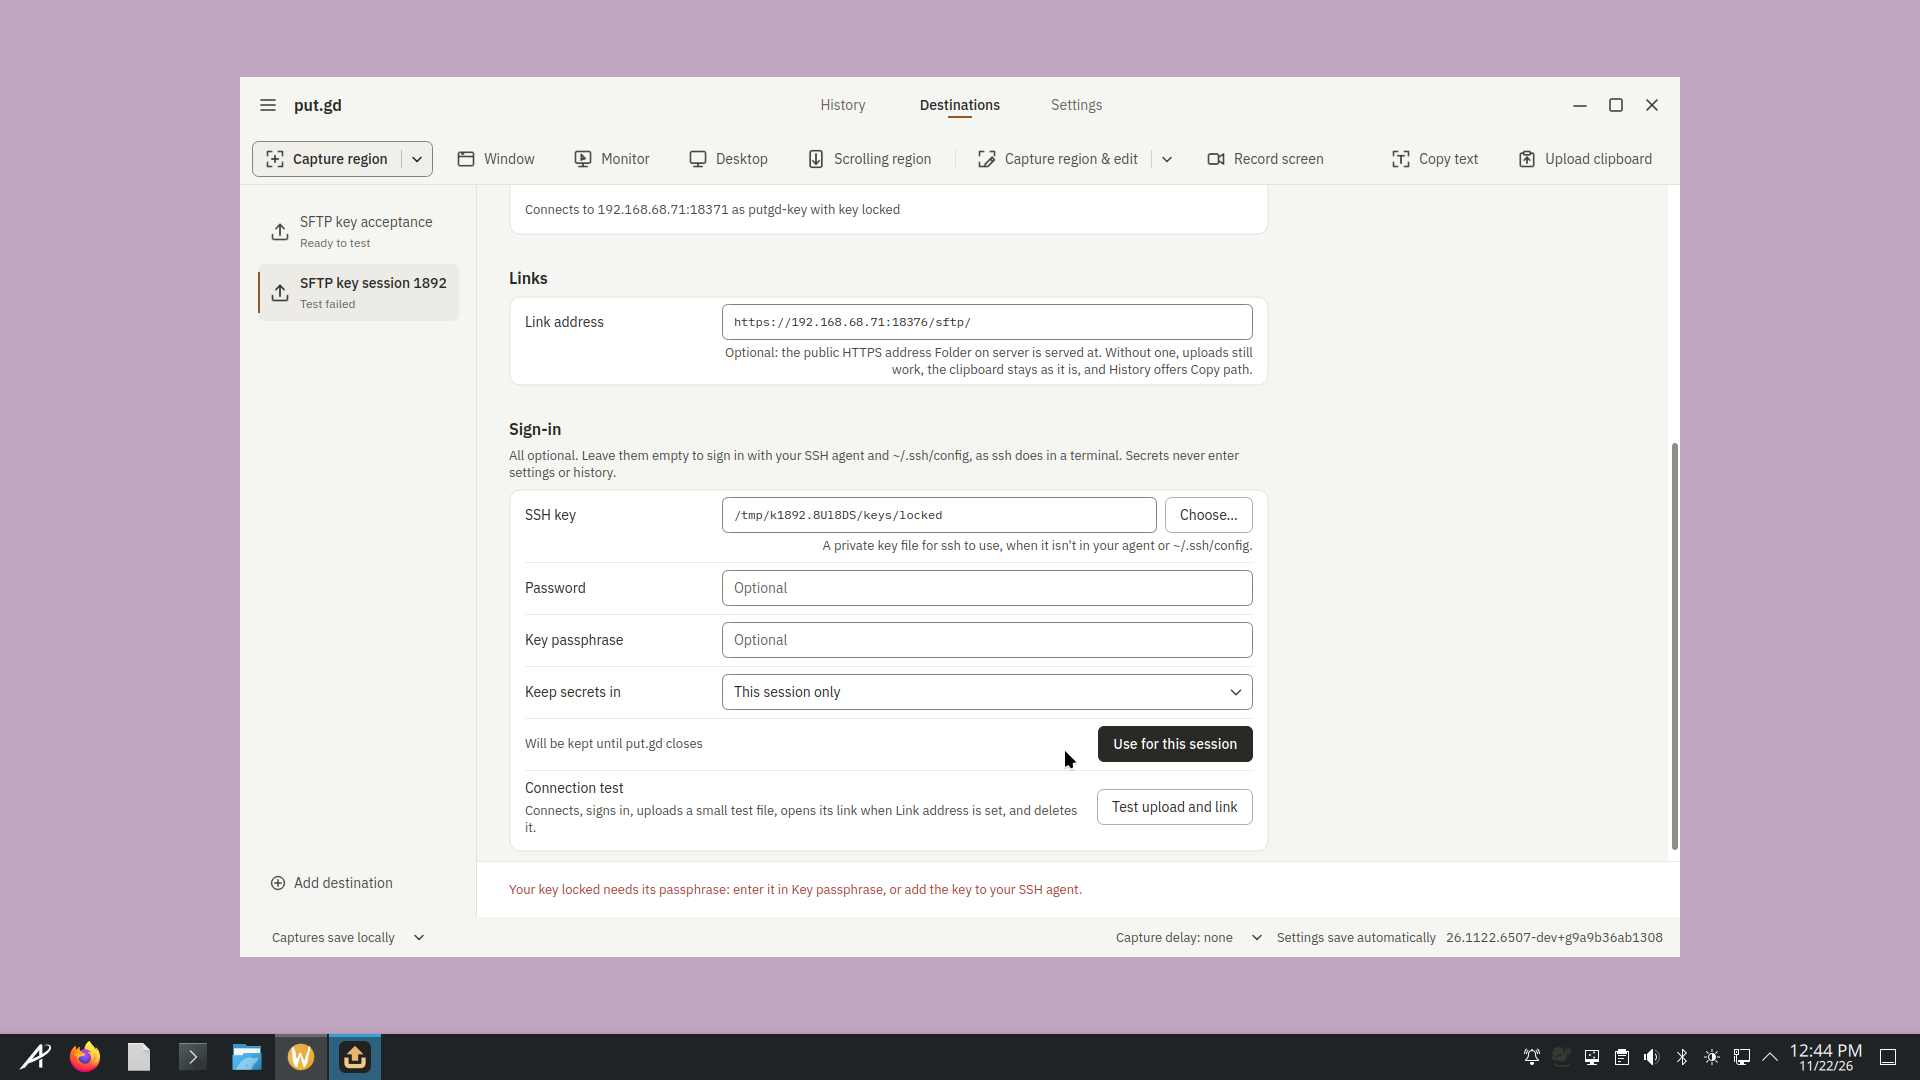 put.gd
History
Destinations
Settings
Capture region
Window
Monitor
Desktop
Scrolling region
Capture region & edit
Record screen
Copy text
Upload clipboard
SFTP key acceptance
Ready to test
SFTP key session 1892
Test failed
Add destination
Connects to 192.168.68.71:18371 as putgd-key with key locked
Links
Link address
https://192.168.68.71:18376/sftp/
Optional: the public HTTPS address Folder on server is served at. Without one, uploads still
work, the clipboard stays as it is, and History offers Copy path.
Sign-in
All optional. Leave them empty to sign in with your SSH agent and ~/.ssh/config, as ssh does in a terminal. Secrets never enter
settings or history.
SSH key
/tmp/k1892.8Ul8DS/keys/locked
Choose...
A private key file for ssh to use, when it isn't in your agent or ~/.ssh/config.
Password
Optional
Key passphrase
Optional
Keep secrets in
This session only
Will be kept until put.gd closes
Use for this session
Connection test
Connects, signs in, uploads a small test file, opens its link when Link address is set, and deletes
it.
Test upload and link
Your key locked needs its passphrase: enter it in Key passphrase, or add the key to your SSH agent.
Captures save locally
Capture delay: none
Settings save automatically
26.1122.6507-dev+g9a9b36ab1308
12:44 PM
11/22/26